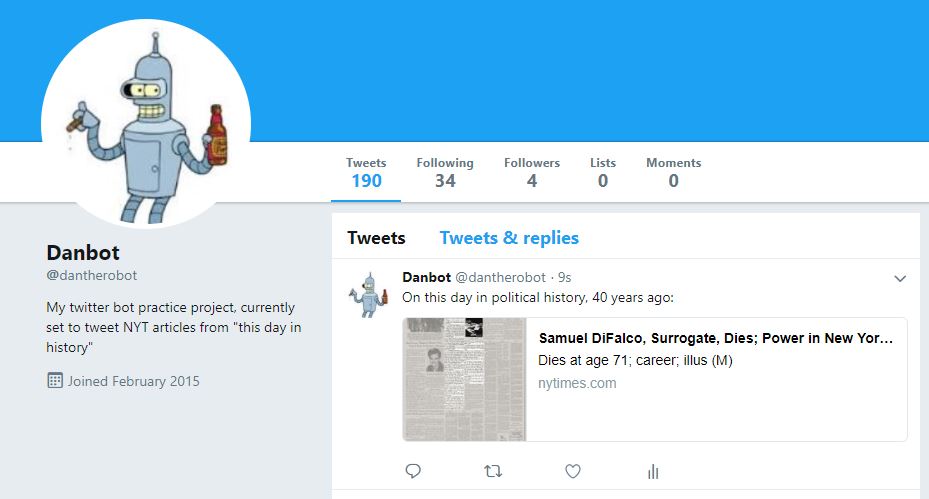 Tweets
190
Following
34
Followers
4
Lists
0
Moments
0
Danbot
@dantherobot
My twitter bot practice project, currently
set to tweet NYT articles from "this day in
history"
Joined February 2015
Tweets
Tweets & replies
Danbot @dantherobot · 9s
On this day in political history, 40 years ago:
Samuel DiFalco, Surrogate, Dies; Power in New Yor...
Dies at age 71; career; illus (M)
nytimes.com